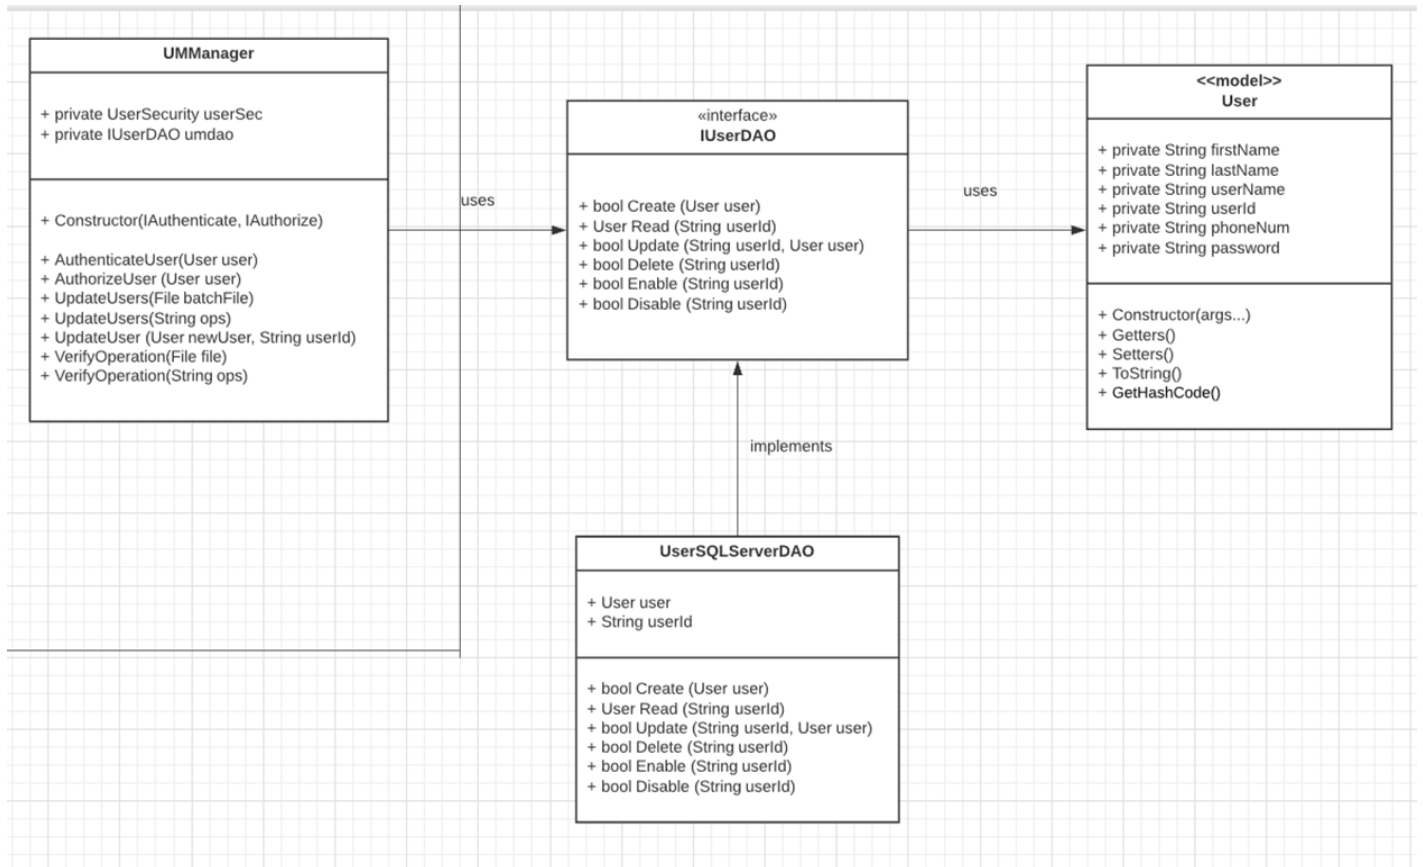 UMManager
+ private UserSecurity userSec
+ private IUserDAO umdao
+ Constructor(IAuthenticate, IAuthorize)
+ AuthenticateUser(User user)
+ AuthorizeUser (User user)
+ UpdateUsers(File batchFile)
+ UpdateUsers(String ops)
+ UpdateUser (User newUser, String userId)
+ VerifyOperation(File file)
+ VerifyOperation(String ops)
uses
«interface»
IUserDAO
+ bool Create (User user)
+ User Read (String userId)
+ bool Update (String userId, User user)
+ bool Delete (String userId)
+ bool Enable (String userId)
+ bool Disable (String userId)
uses
<<model>>
User
+ private String firstName
+ private String lastName
+ private String userName
+ private String userId
+ private String phoneNum
+ private String password
+ Constructor(args...)
+ Getters()
+ Setters()
+ ToString()
+ GetHashCode()
implements
UserSQLServerDAO
+ User user
+ String userId
+ bool Create (User user)
+ User Read (String userId)
+ bool Update (String userId, User user)
+ bool Delete (String userId)
+ bool Enable (String userId)
+ bool Disable (String userId)